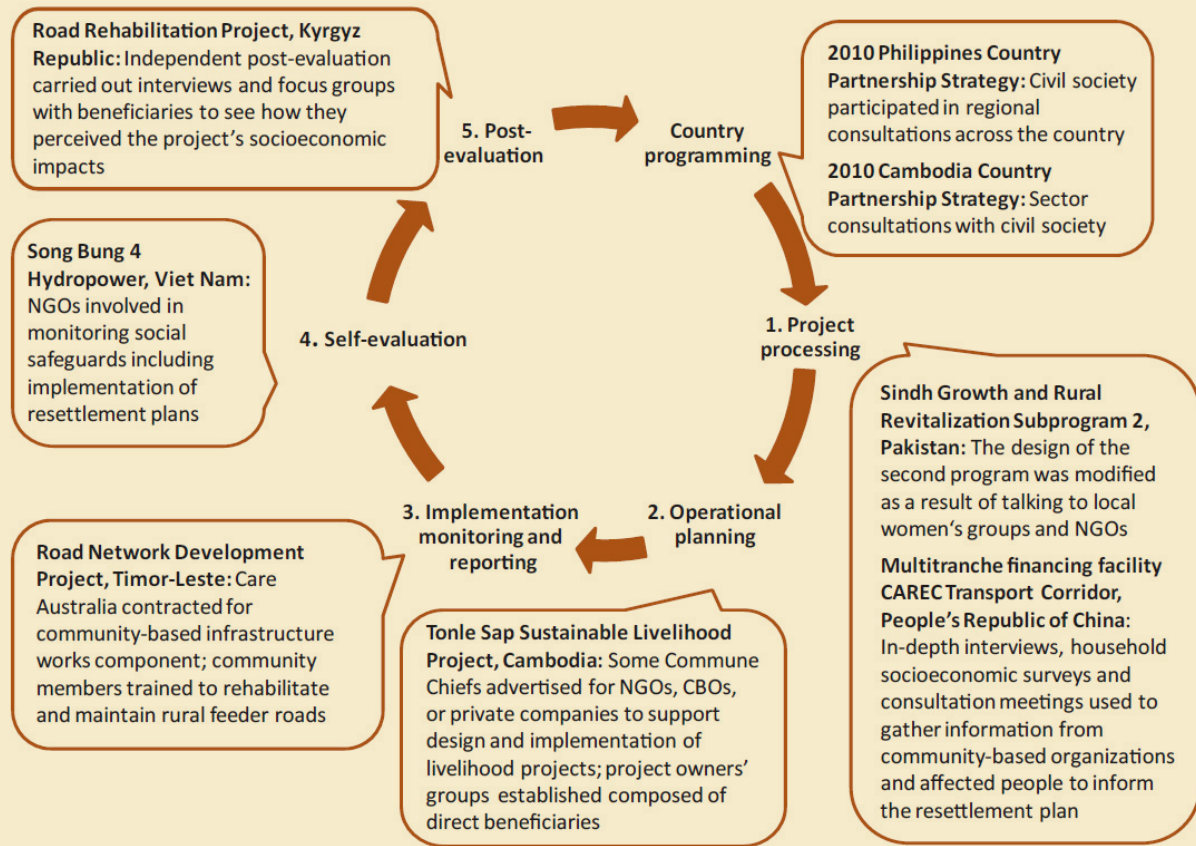 Road Rehabilitation Project, Kyrgyz
Republic: Independent post-evaluation
carried out interviews and focus groups
with beneficiaries to see how they
perceived the project's socioeconomic
impacts
5. Post-
evaluation
Country
programming
2010 Philippines Country
Partnership Strategy: Civil society
participated in regional
consultations across the country
2010 Cambodia Country
Partnership Strategy: Sector
consultations with civil society
Song Bung 4
Hydropower, Viet Nam:
NGOs involved in
monitoring social
safeguards including
implementation of
resettlement plans
4. Self-evaluation
1. Project
processing
Sindh Growth and Rural
Revitalization Subprogram 2,
Pakistan: The design of the
second program was modified
as a result of talking to local
women's groups and NGOs
Multitranche financing facility
CAREC Transport Corridor,
People's Republic of China:
In-depth interviews, household
socioeconomic surveys and
consultation meetings used to
gather information from
community-based organizations
and affected people to inform
the resettlement plan
3. Implementation
monitoring and
reporting
2. Operational
planning
Road Network Development
Project, Timor-Leste: Care
Australia contracted for
community-based infrastructure
works component; community
members trained to rehabilitate
and maintain rural feeder roads
Tonle Sap Sustainable Livelihood
Project, Cambodia: Some Commune
Chiefs advertised for NGOs, CBOs,
or private companies to support
design and implementation of
livelihood projects; project owners'
groups established composed of
direct beneficiaries